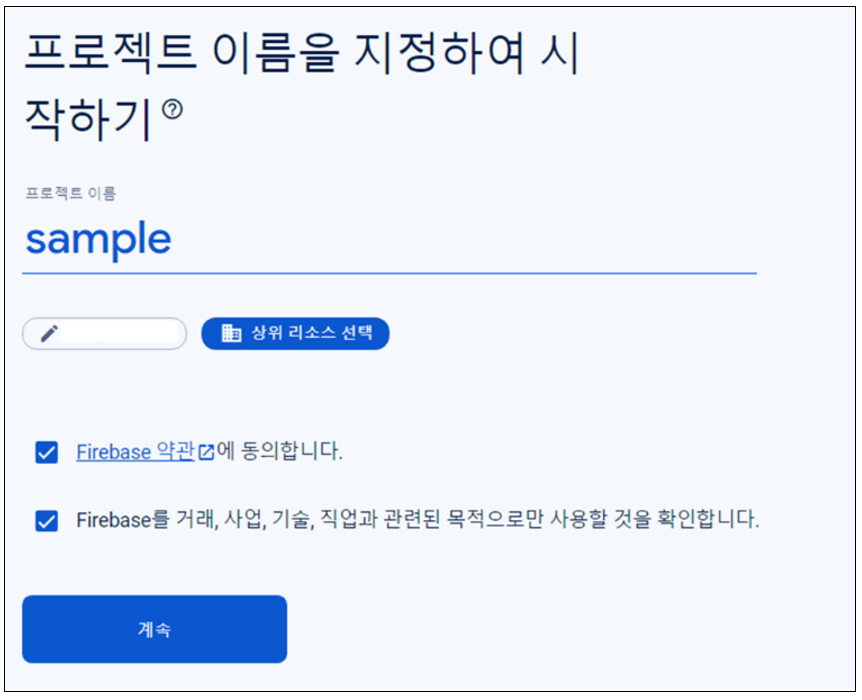 프로젝트 이름을 지정하여 시
작하기
프로젝트 이름
sample
상위 리소스 선택
Firebase 약관에 동의합니다.
Firebase를 거래, 사업, 기술, 직업과 관련된 목적으로만 사용할 것을 확인합니다.
계속